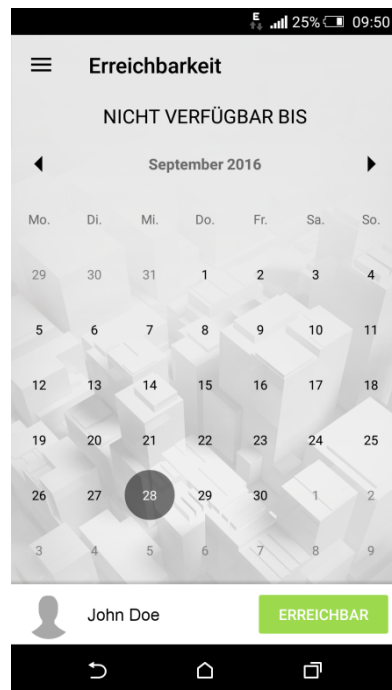 E 25% 09:50
Erreichbarkeit
NICHT VERFÜGBAR BIS
September 2016
Mo. Di. Mi. Do. Fr. Sa. So.
29 30 31 1 2 3 4
5 6 7 8 9 10 11
12 13 14 15 16 17 18
19 20 21 22 23 24 25
26 27 28 29 30 1 2
3 4 5 6 7 8 9
John Doe ERREICHBAR